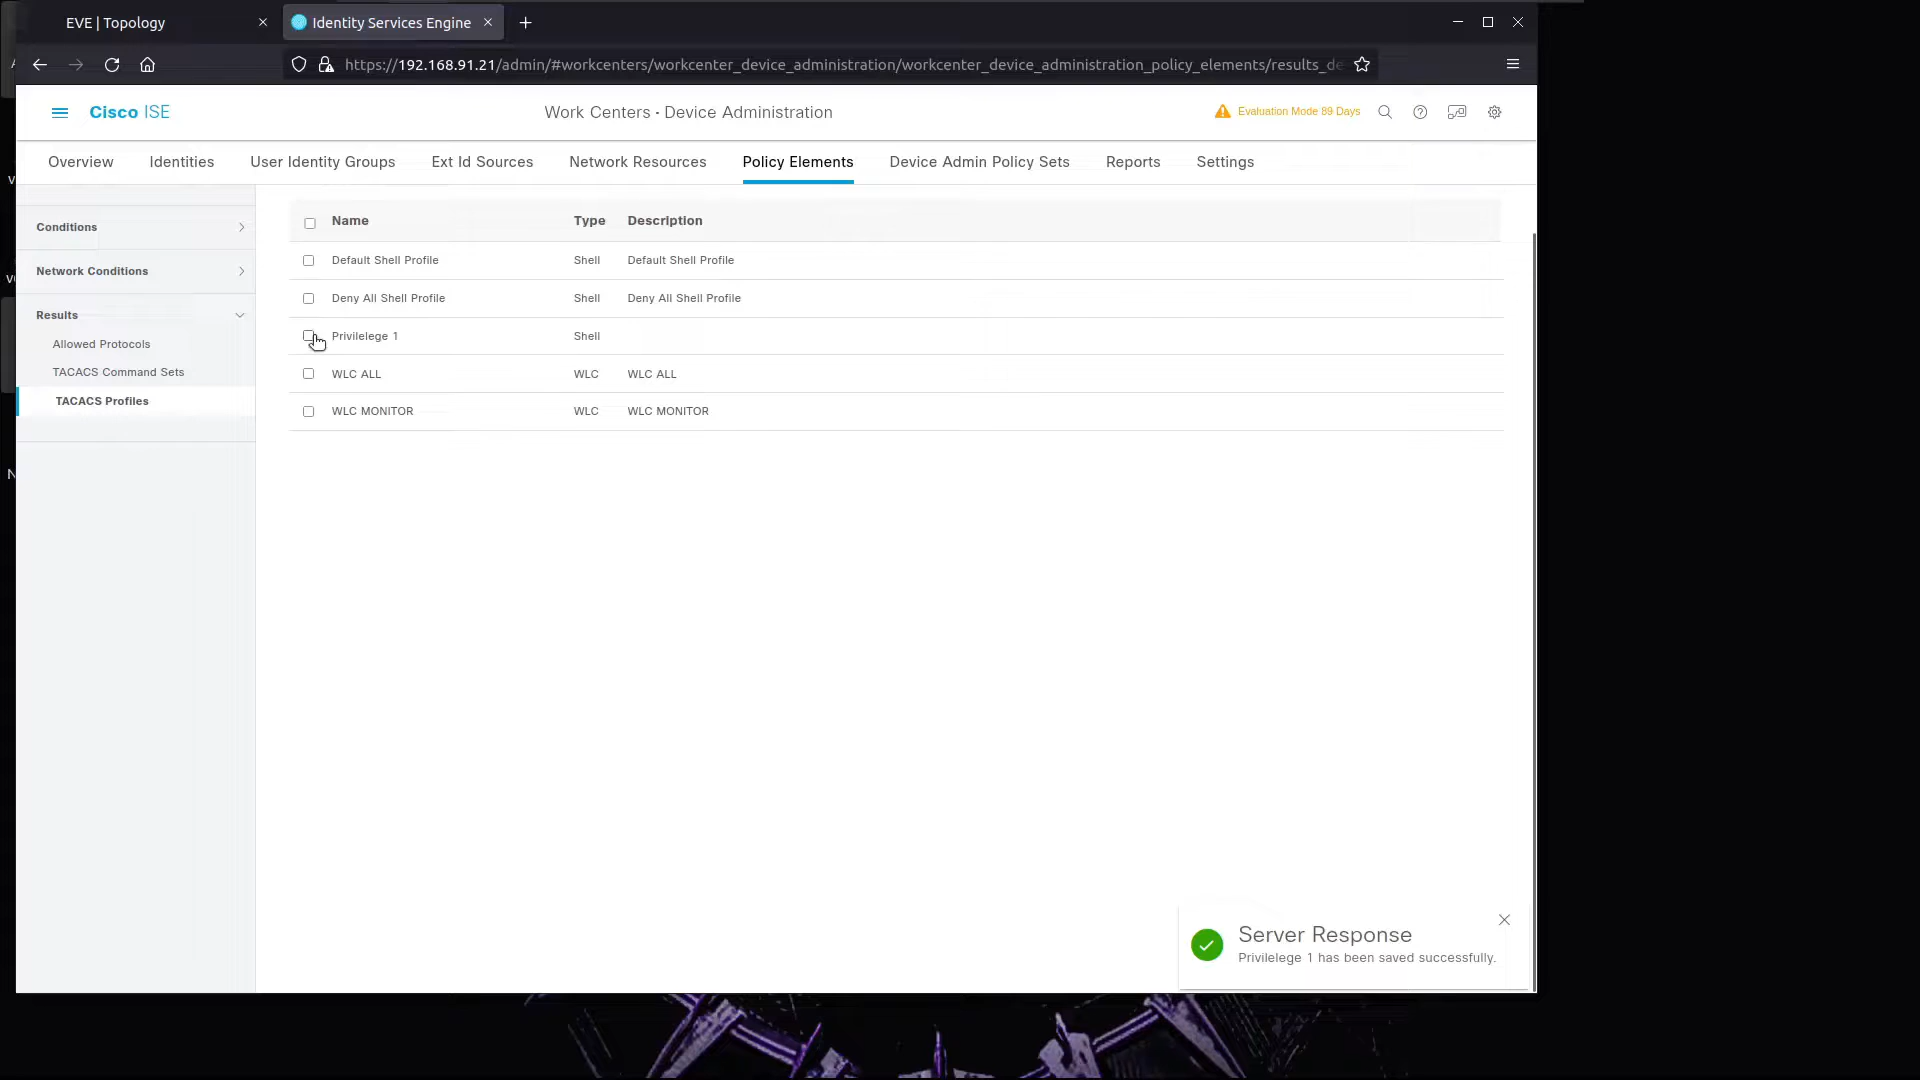 EVE | Topology
Identity Services Engine
https://192.168.91.21/admin/#workcenters/workcenter_device_administration/workcenter_device_administration_policy_elements/results_de
Cisco ISE
Work Centers · Device Administration
Evaluation Mode 89 Days
Overview
Identities
User Identity Groups
Ext Id Sources
Network Resources
Policy Elements
Device Admin Policy Sets
Reports
Settings
Conditions
Network Conditions
Results
Allowed Protocols
TACACS Command Sets
TACACS Profiles
Name Type Description
Default Shell Profile Shell Default Shell Profile
Deny All Shell Profile Shell Deny All Shell Profile
Privilelege 1 Shell
WLC ALL WLC WLC ALL
WLC MONITOR WLC WLC MONITOR
Server Response
Privilelege 1 has been saved successfully.